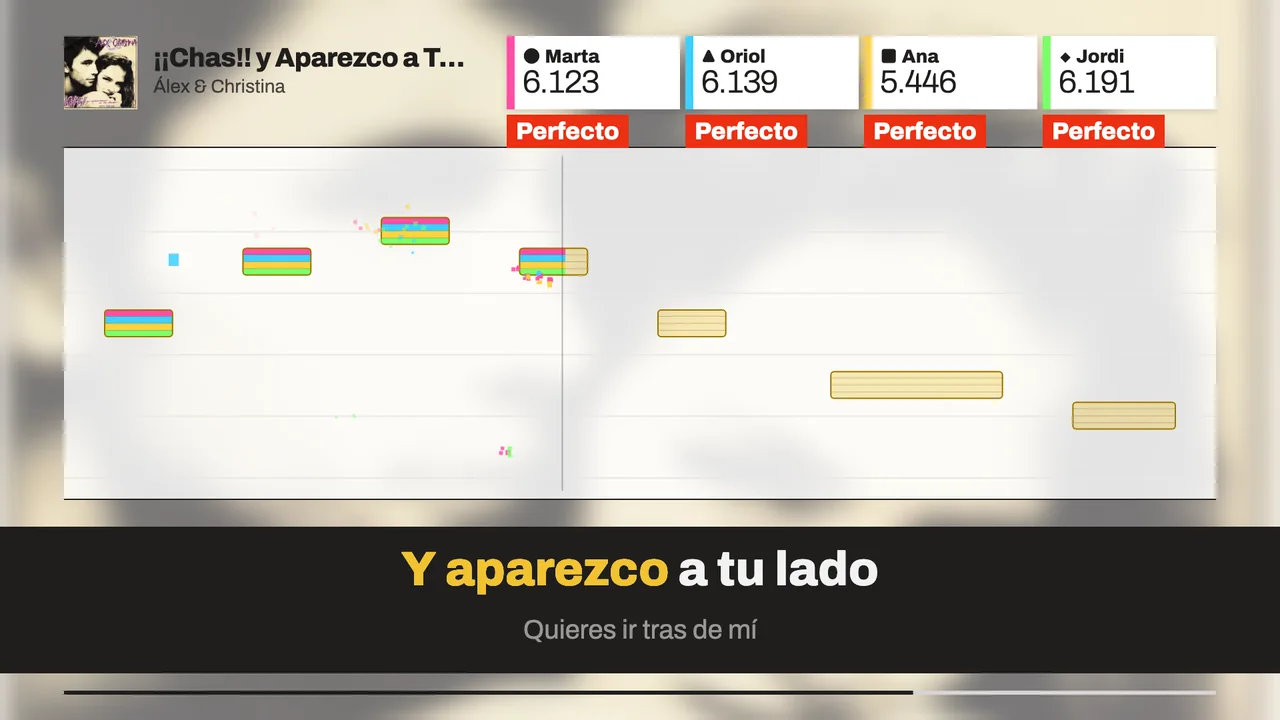 ¡¡Chas!! y Aparezco a T...
Álex & Christina
Marta
6.123
Perfecto
Oriol
6.139
Perfecto
Ana
5.446
Perfecto
Jordi
6.191
Perfecto
Y aparezco a tu lado
Quieres ir tras de mí